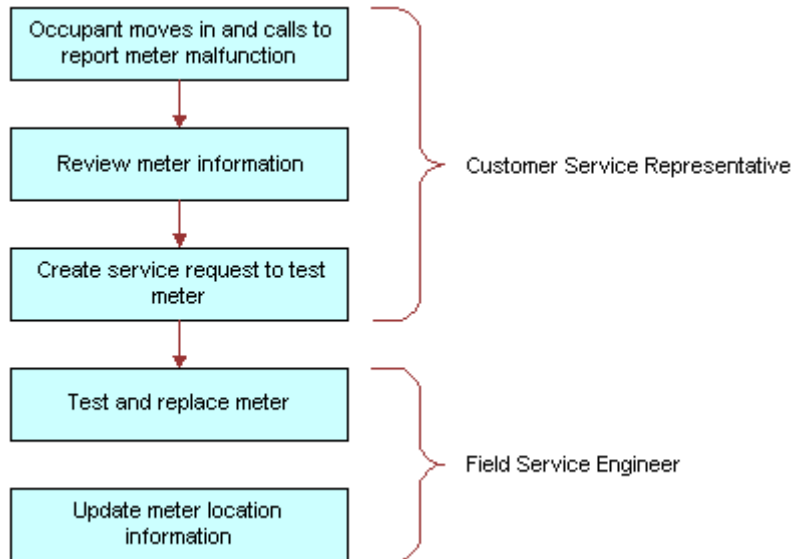 Occupant moves in and calls to
report meter malfunction
Review meter information
Create service request to test
meter
Customer Service Representative
Test and replace meter
Update meter location
information
Field Service Engineer